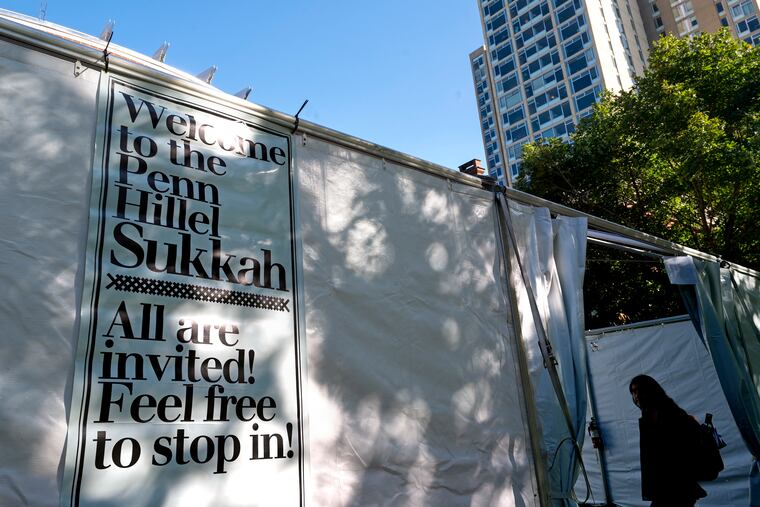 Welcome
to the
Penn
Hillel
Sukkah
All are
invited!
Feel free
to stop in!